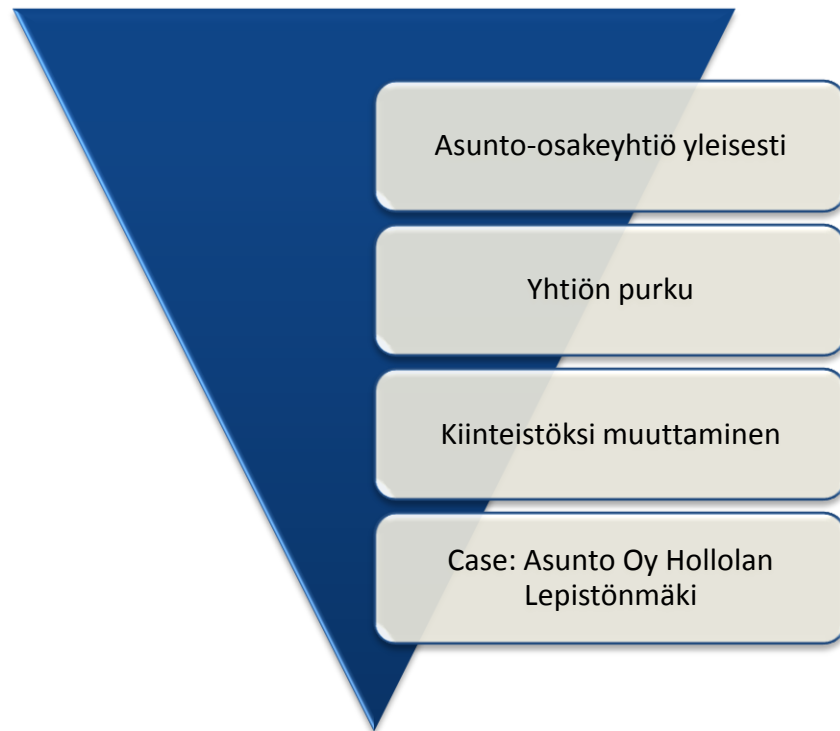 Asunto-osakeyhtiö yleisesti
Yhtiön purku
Kiinteistöksi muuttaminen
Case: Asunto Oy Hollolan
Lepistönmäki